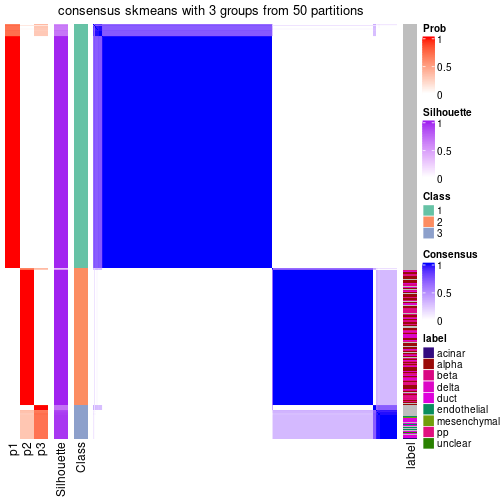 consensus skmeans with 3 groups from 50 partitions
Prob
1
0.5
0
Silhouette
1
0.5
0
Class
1
2
3
Consensus
1
0.5
0
label
acinar
alpha
beta
delta
duct
endothelial
mesenchymal
pp
unclear
p1
p2
p3
Silhouette
Class
label